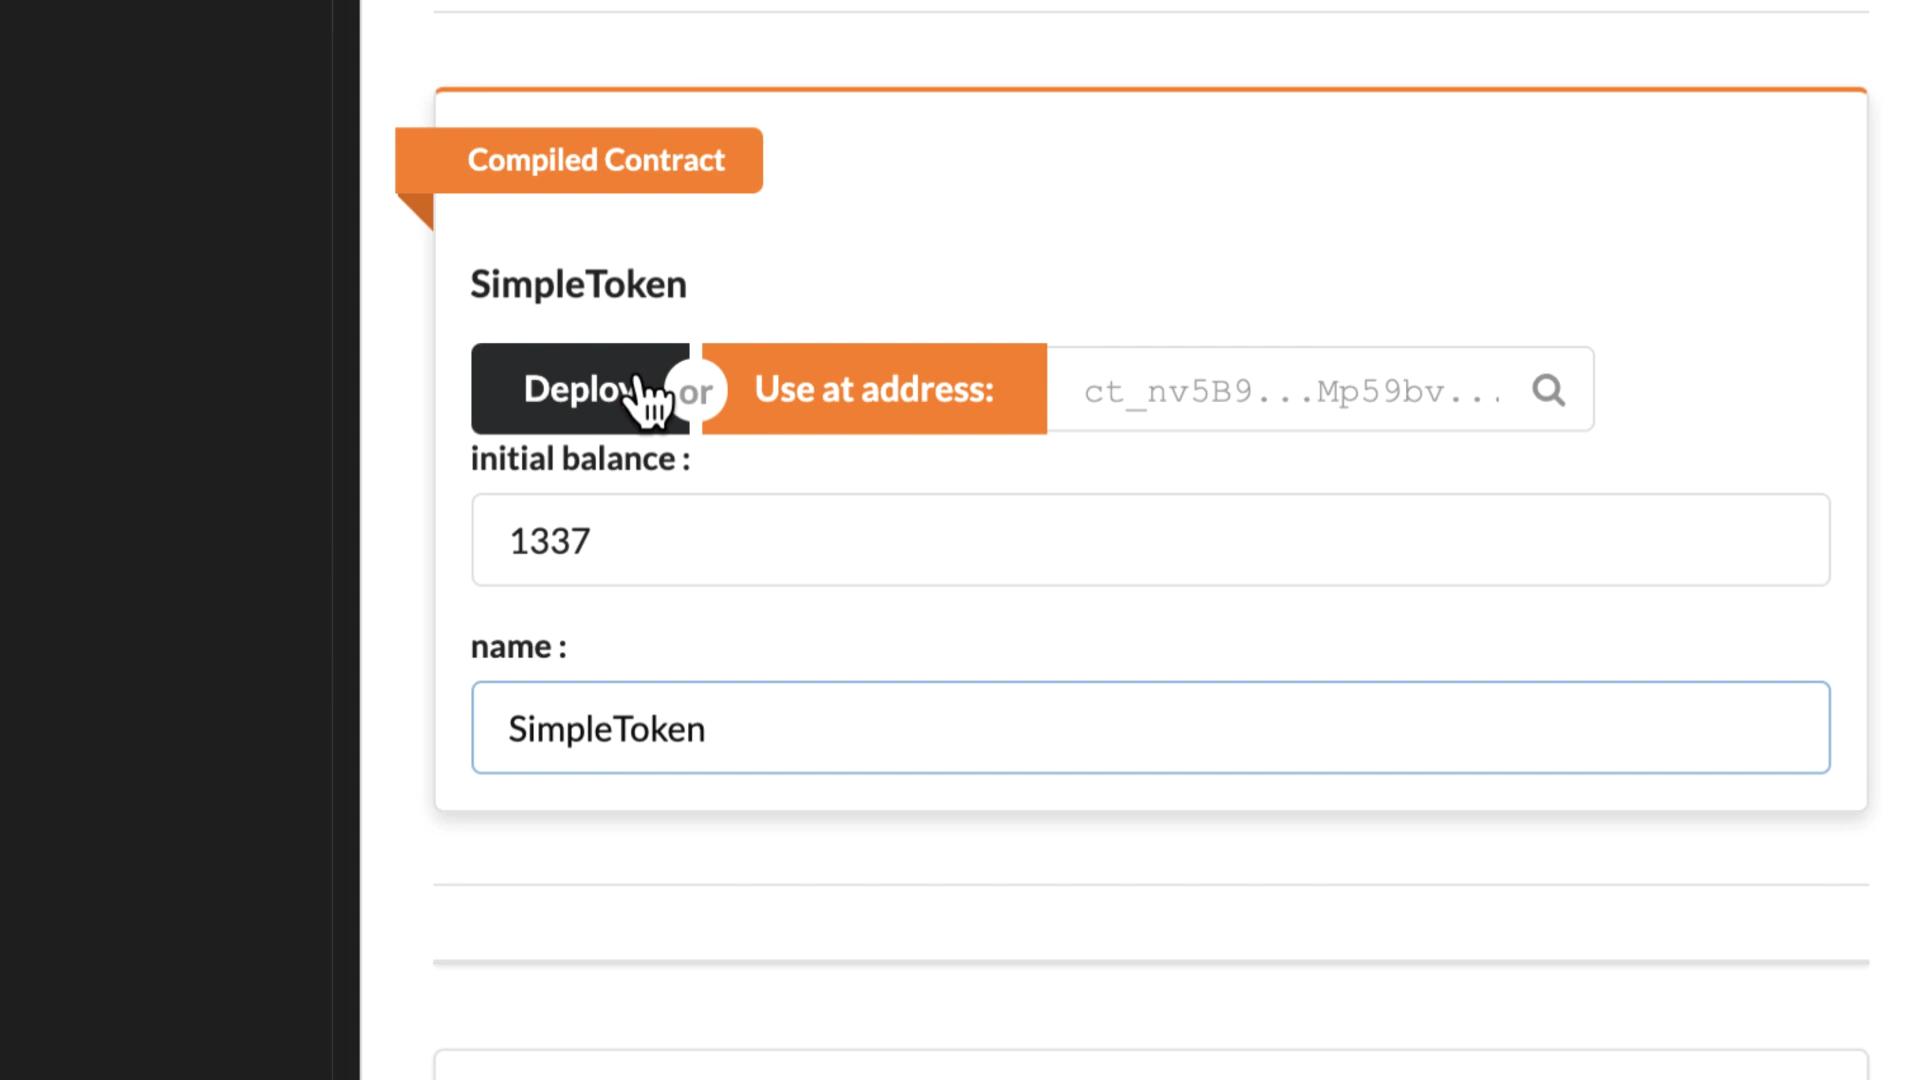 Compiled Contract
SimpleToken
Deploy or Use at address: ct_nv5B9...Mp59bv...
initial balance :
1337
name :
SimpleToken